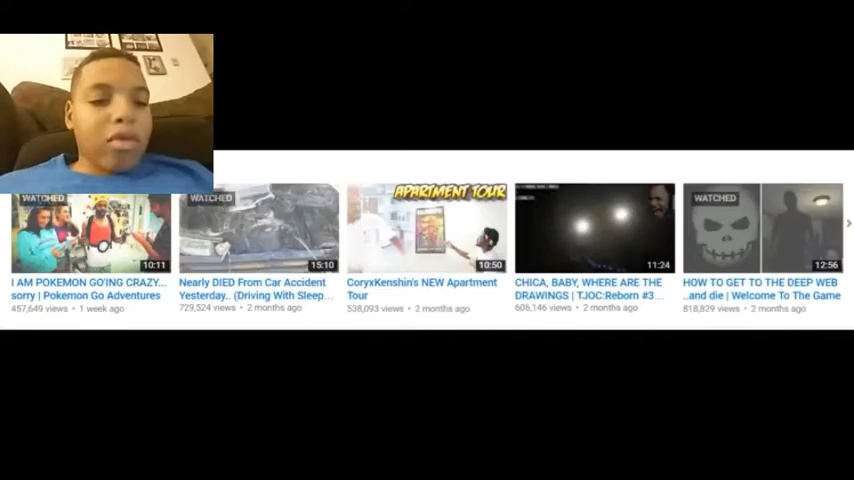 APARTMENT TOUR
WATCHED
WATCHED
WATCHED
10:11
15:10
10:50
11:24
12:56
I AM POKEMON GO'ING CRAZY...
sorry | Pokemon Go Adventures
457,649 views • 1 week ago
Nearly DIED From Car Accident
Yesterday.. (Driving With Sleep...
729,524 views • 2 months ago
CoryxKenshin's NEW Apartment
Tour
538,093 views • 2 months ago
CHICA, BABY, WHERE ARE THE
DRAWINGS | TJOC:Reborn #3...
606,146 views • 2 months ago
HOW TO GET TO THE DEEP WEB
..and die | Welcome To The Game
818,829 views • 2 months ago